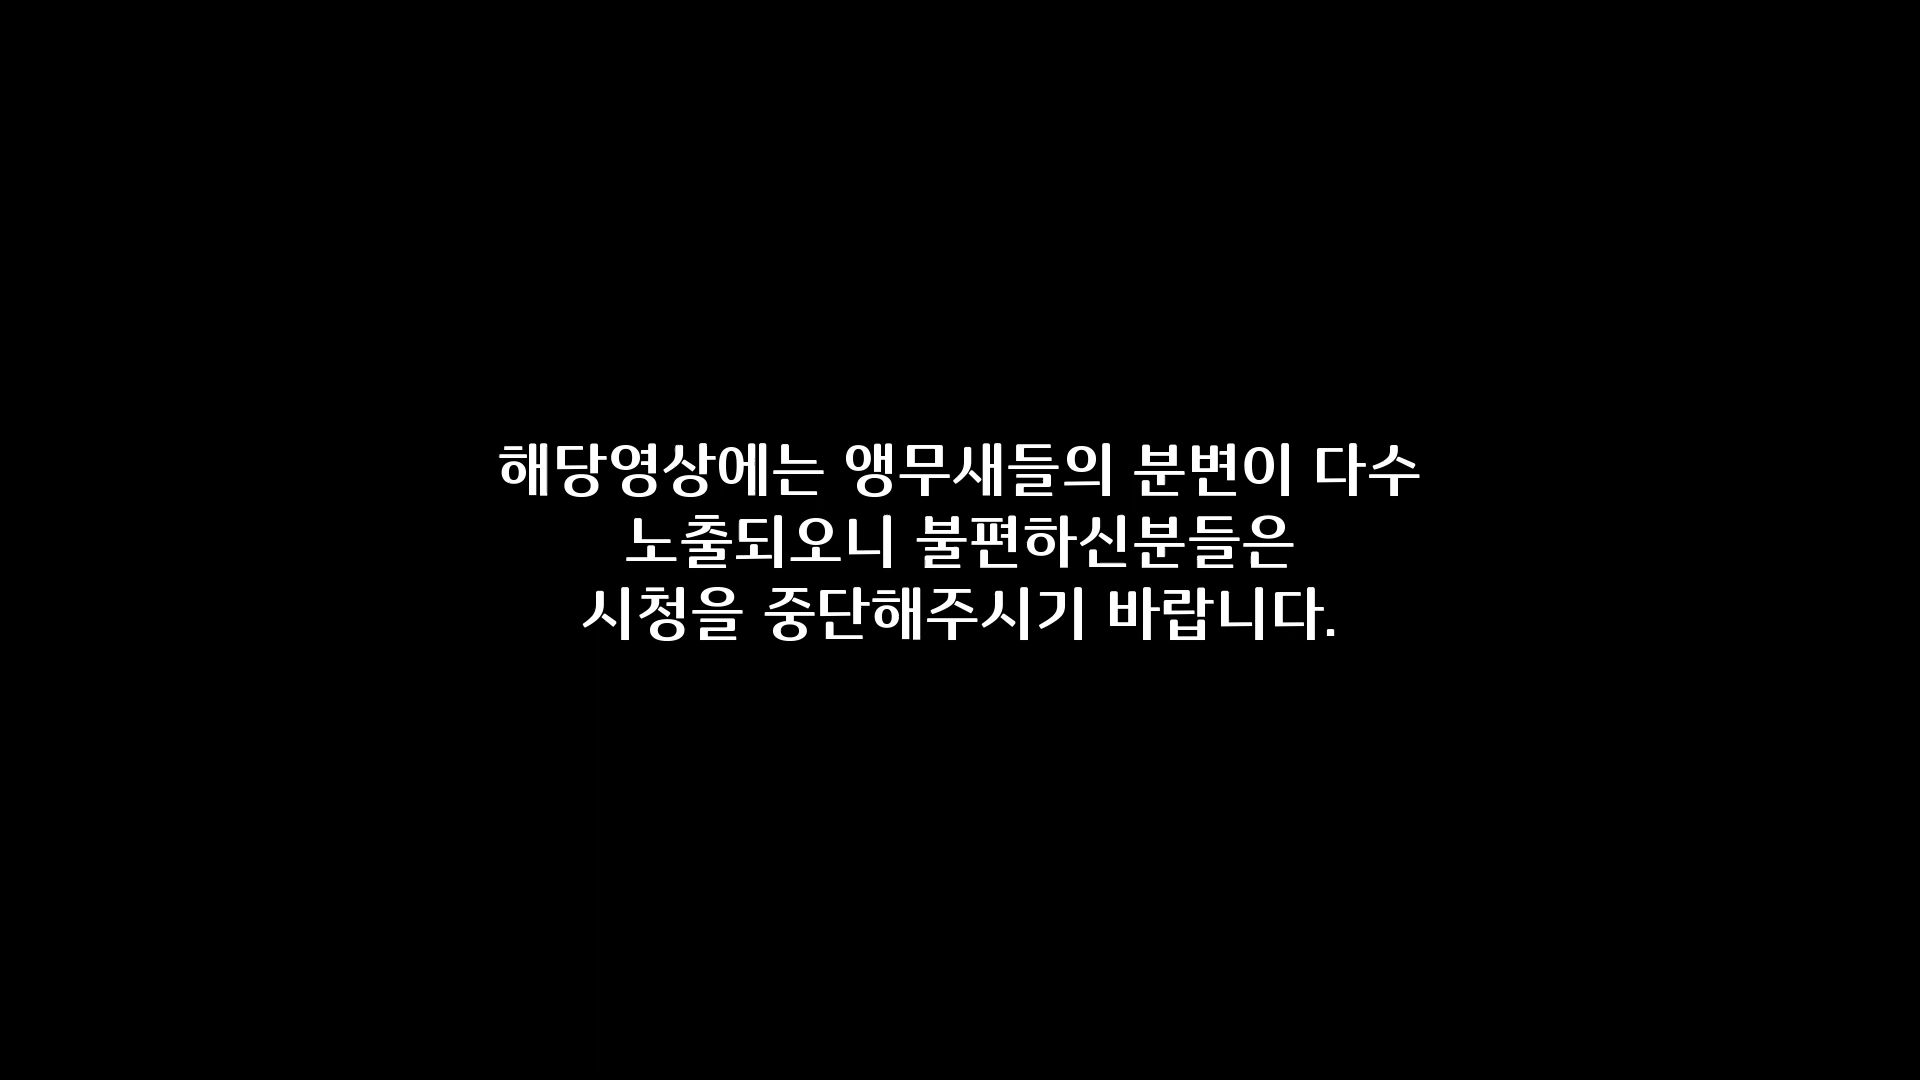 해당영상에는 앵무새들의 분변이 다수
노출되오니 불편하신분들은
시청을 중단해주시기 바랍니다.